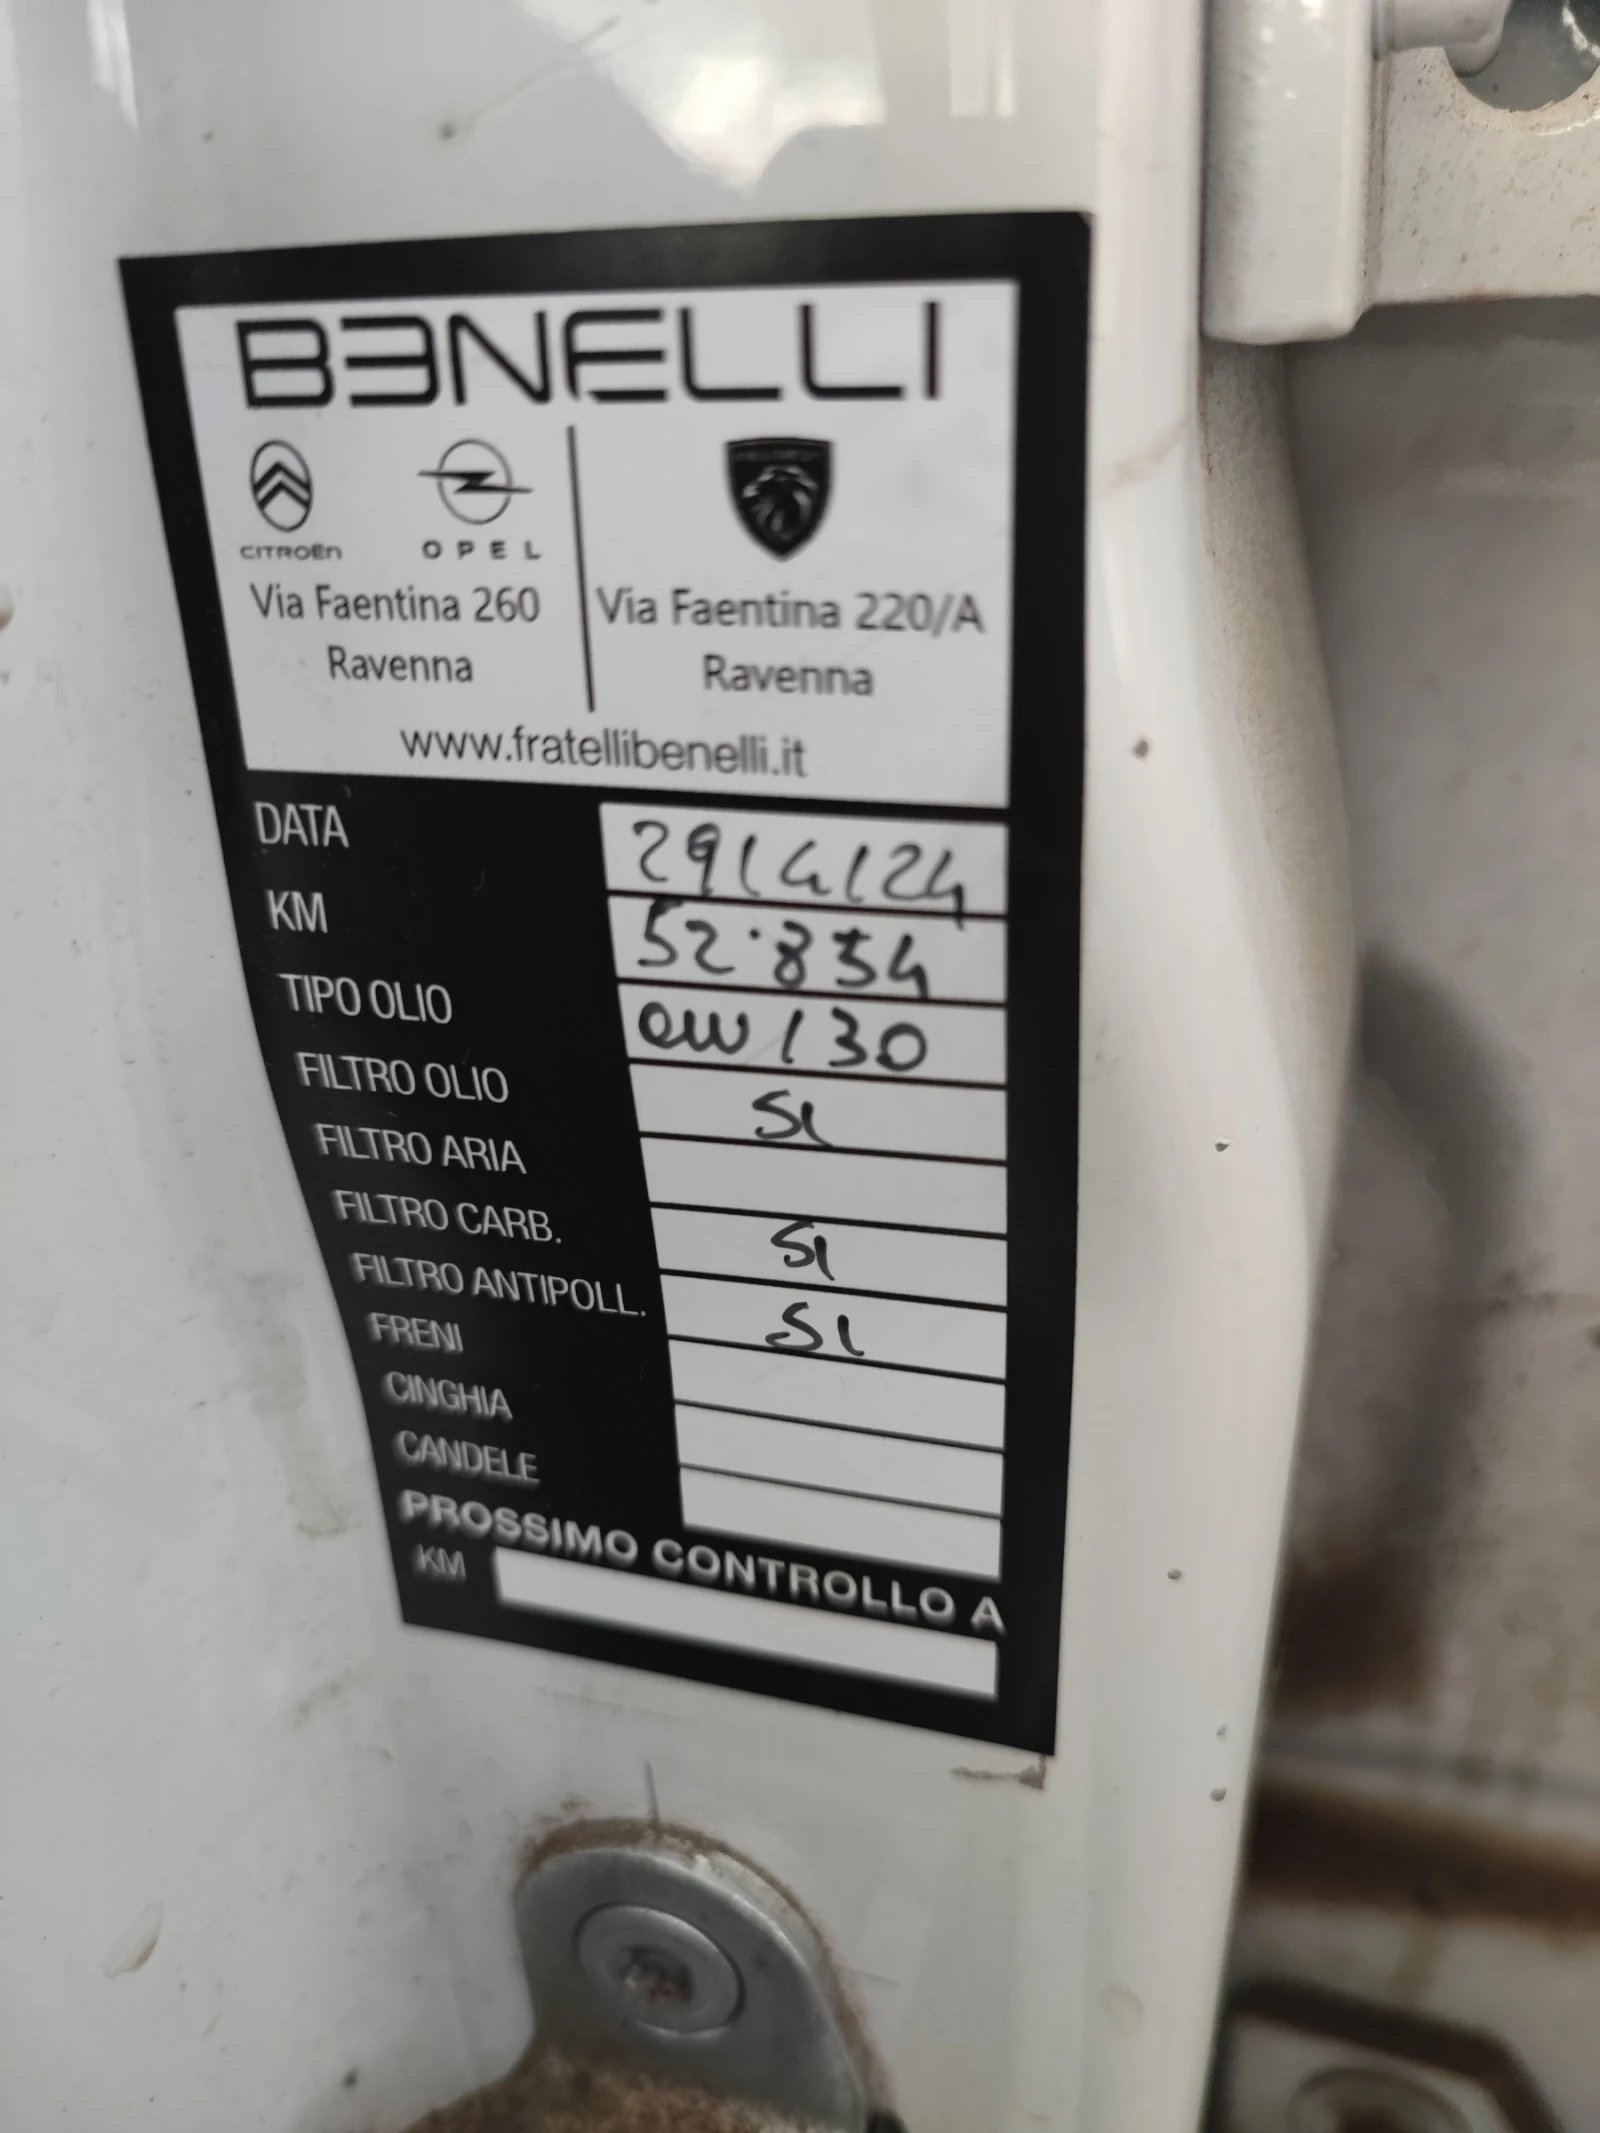 BENELLI
CITROËN OPEL
Via Faentina 260
Ravenna
PEUGEOT
Via Faentina 220/A
Ravenna
www.fratellibenelli.it
DATA 29/4/24
KM 52.834
TIPO OLIO 0W/30
FILTRO OLIO SI
FILTRO ARIA
FILTRO CARB. SI
FILTRO ANTIPOLL. SI
FRENI
CINGHIA
CANDELE
PROSSIMO CONTROLLO A
KM